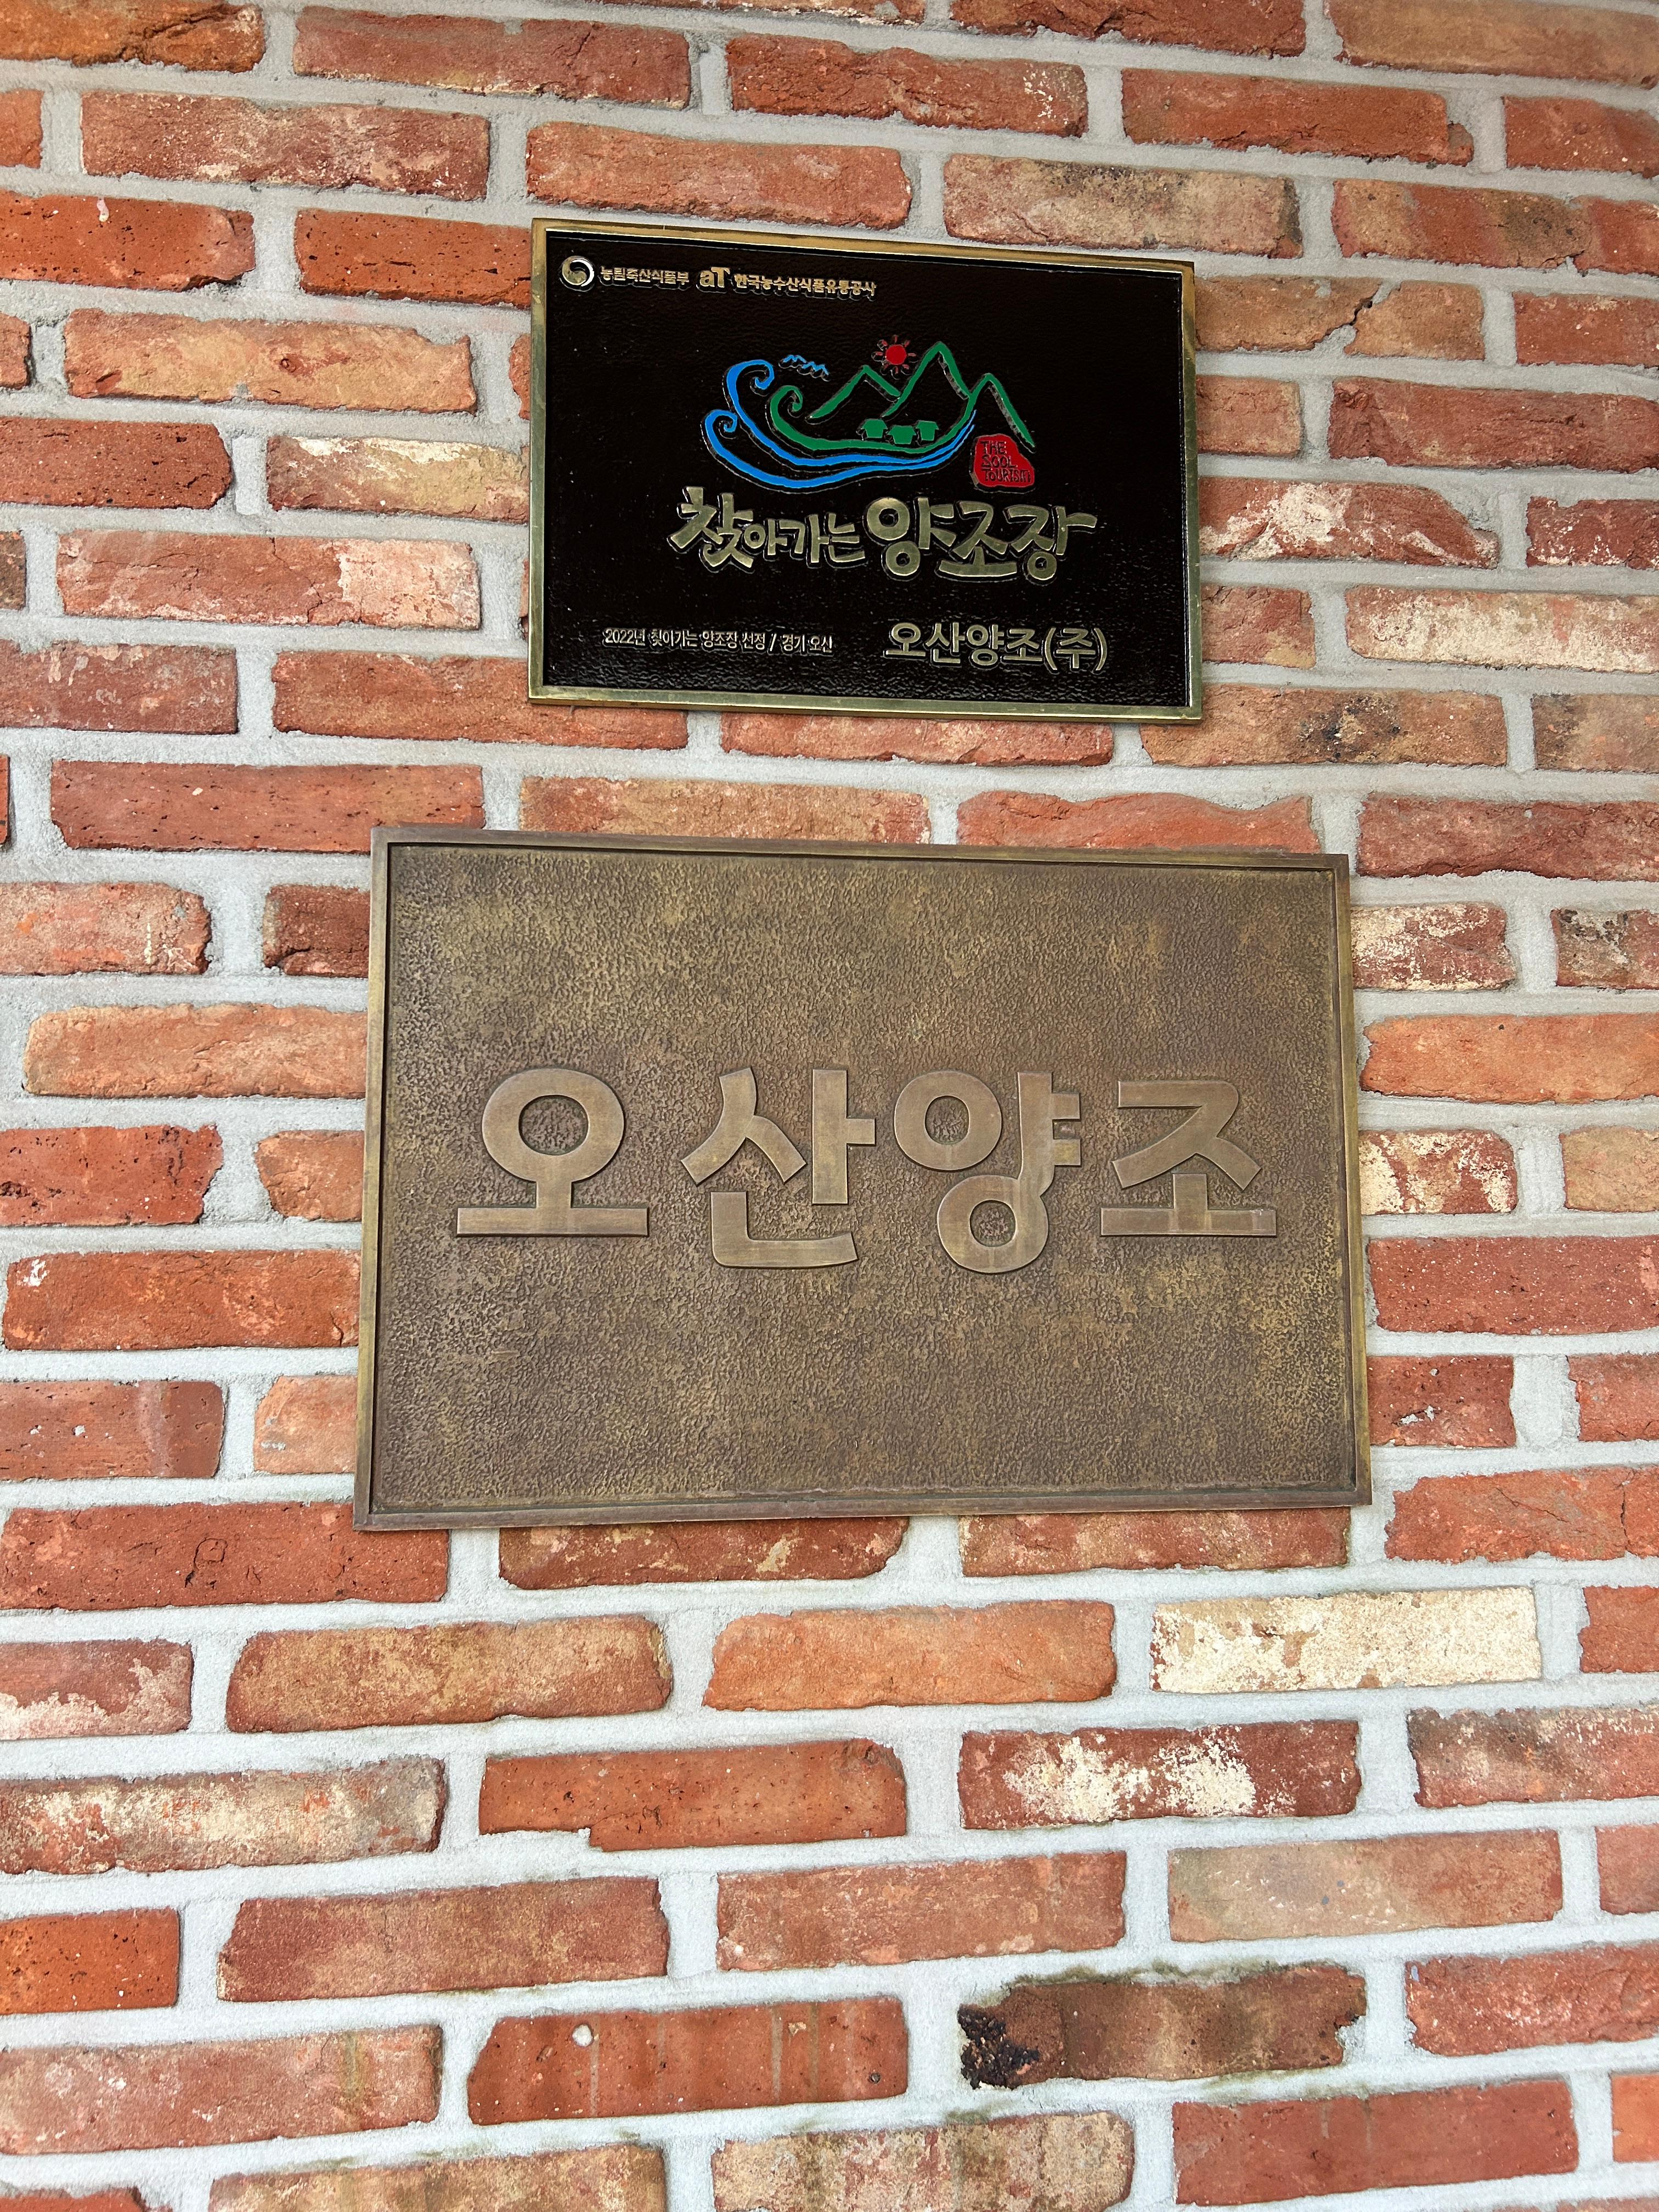 농림축산식품부 aT 한국농수산식품유통공사
THE
SOOL
TOURISM
찾아가는 양조장
2022년 찾아가는 양조장 선정 / 경기 오산
오산양조(주)
오산양조